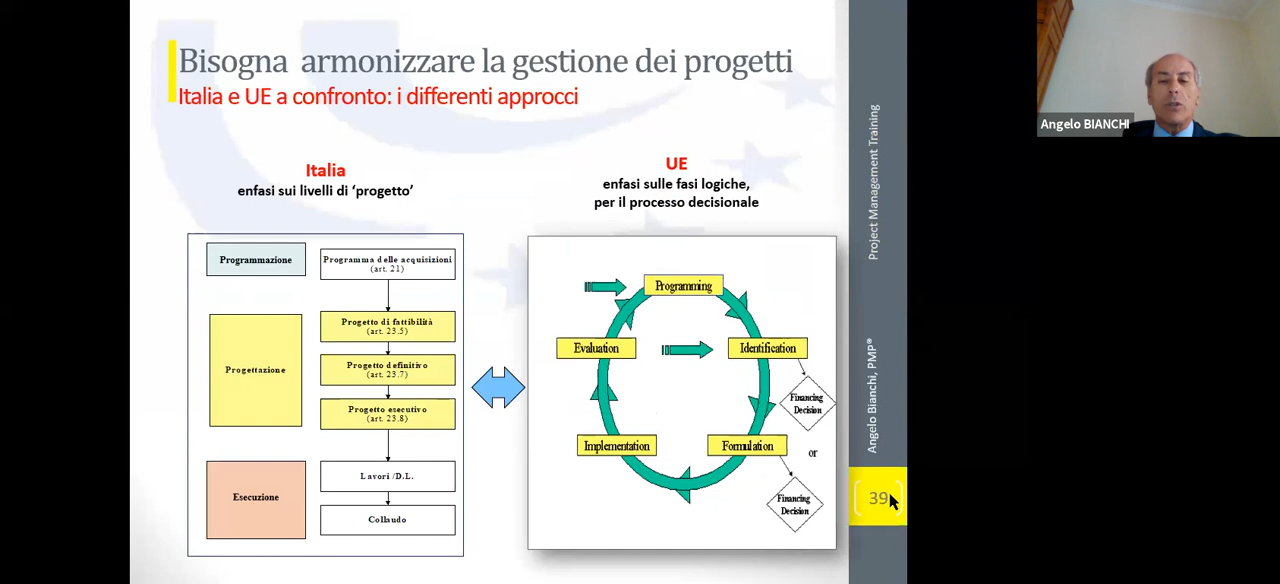 Bisogna armonizzare la gestione dei progetti
Italia e UE a confronto: i differenti approcci
Italia
enfasi sui livelli di ‘progetto’
UE
enfasi sulle fasi logiche,
per il processo decisionale
Programmazione
Programma delle acquisizioni
(art. 21)
Progettazione
Progetto di fattibilità
(art. 23.5)
Progetto definitivo
(art. 23.7)
Progetto esecutivo
(art. 23.8)
Esecuzione
Lavori /D.L.
Collaudo
Programming
Evaluation
Identification
Financing
Decision
Implementation
Formulation
or
Financing
Decision
Project Management Training
Angelo Bianchi, PMP®
39
Angelo BIANCHI